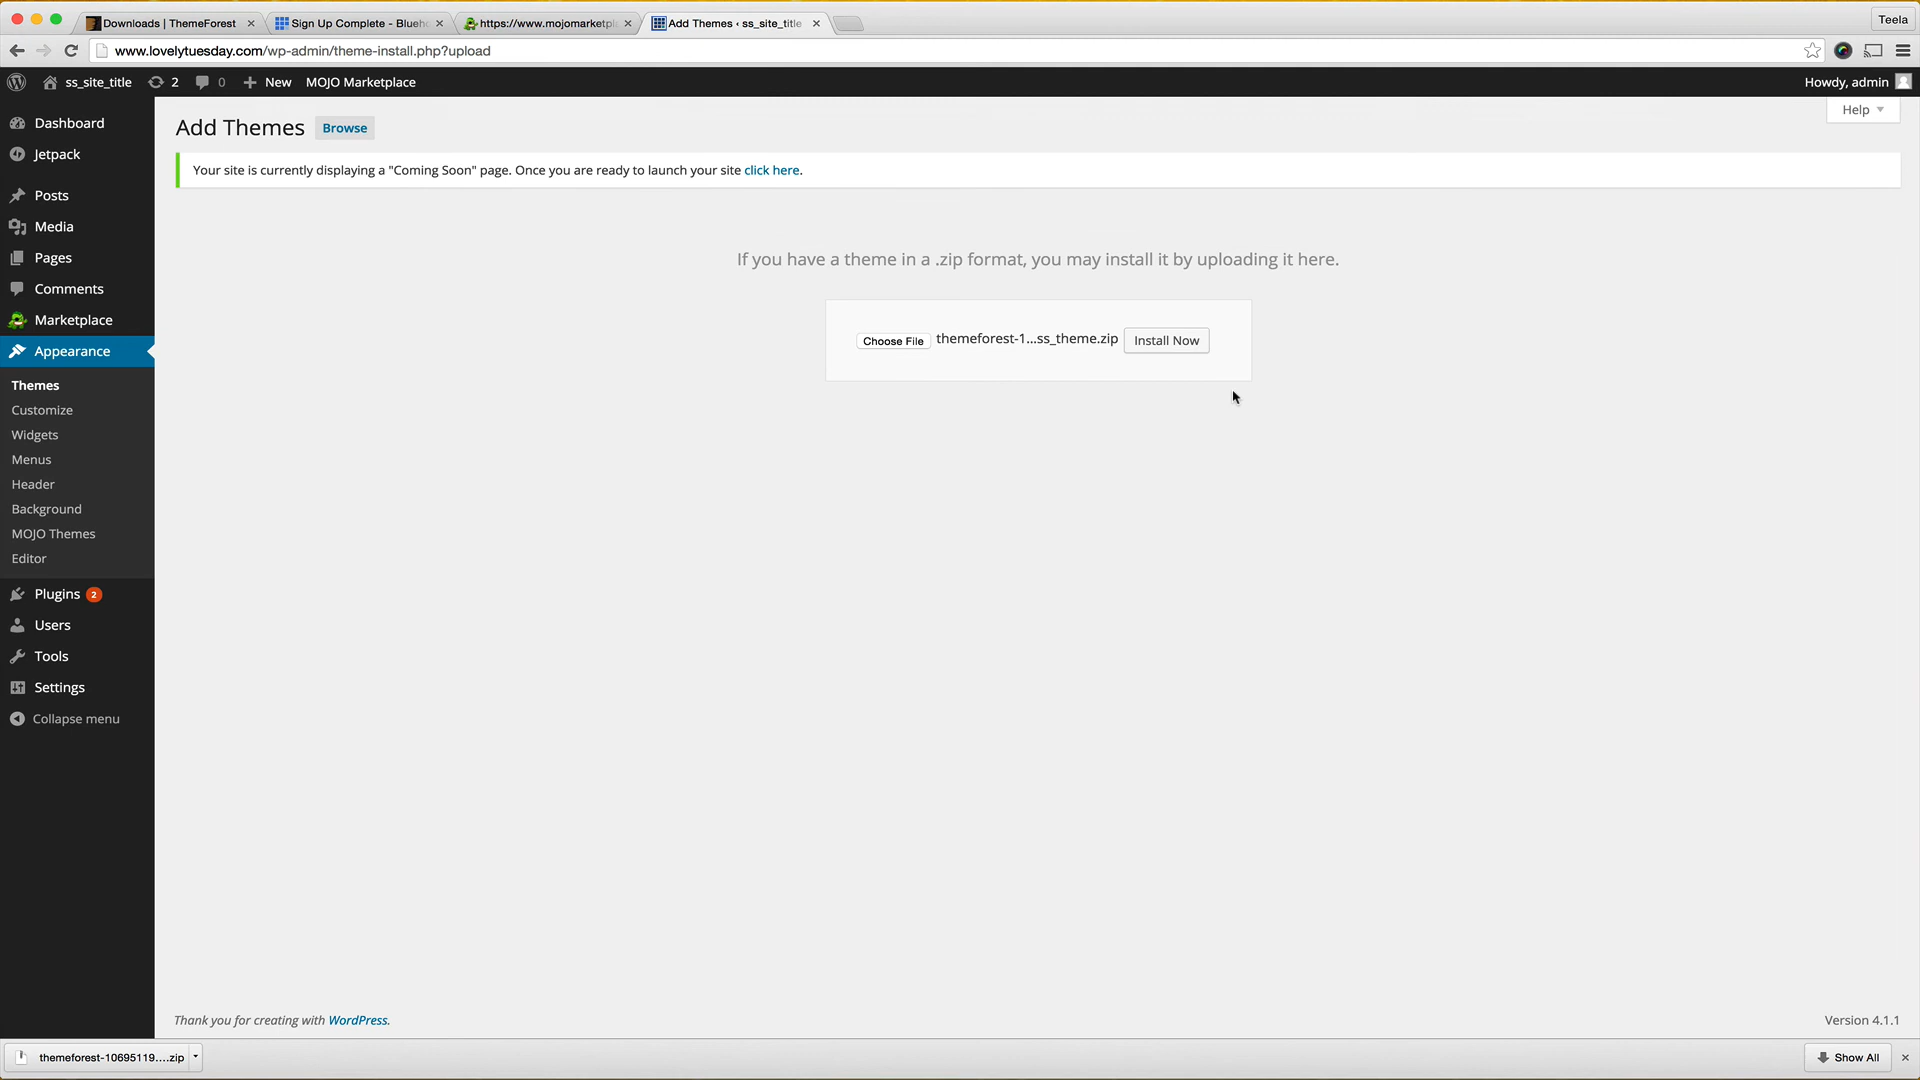 Downloads | ThemeForest
Sign Up Complete - Blueho
https://www.mojomarketpla
Add Themes ‹ ss_site_title
Teela
www.lovelytuesday.com/wp-admin/theme-install.php?upload
ss_site_title
2
0
New
MOJO Marketplace
Howdy, admin
Help
Dashboard
Jetpack
Posts
Media
Pages
Comments
Marketplace
Appearance
Themes
Customize
Widgets
Menus
Header
Background
MOJO Themes
Editor
Plugins 2
Users
Tools
Settings
Collapse menu
Add Themes
Browse
Your site is currently displaying a "Coming Soon" page. Once you are ready to launch your site click here.
If you have a theme in a .zip format, you may install it by uploading it here.
Choose File themeforest-1...ss_theme.zip Install Now
Thank you for creating with WordPress.
Version 4.1.1
themeforest-10695119....zip
Show All